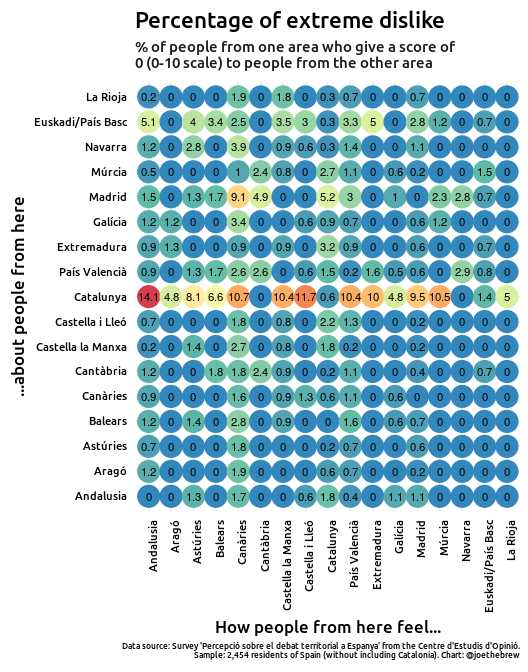 Percentage of extreme dislike
% of people from one area who give a score of
0 (0-10 scale) to people from the other area
...about people from here
La Rioja 0.2 0 0 0 1.9 0 1.8 0 0.3 0.7 0 0 0.7 0 0 0 0
Euskadi/País Basc 5.1 0 4 3.4 2.5 0 3.5 3 0.3 3.3 5 0 2.8 1.2 0 0.7 0
Navarra 1.2 0 2.8 0 3.9 0 0.9 0.6 0.3 1.4 0 0 1.1 0 0 0 0
Múrcia 0.5 0 0 0 1 2.4 0.8 0 2.7 1.1 0 0.6 0.2 0 0 1.5 0
Madrid 1.5 0 1.3 1.7 9.1 4.9 0 0 5.2 3 0 1 0 2.3 2.8 0.7 0
Galícia 1.2 1.2 0 0 3.4 0 0 0.6 0.9 0.7 0 0 0.6 1.2 0 0 0
Extremadura 0.9 1.3 0 0 0.9 0 0.9 0 3.2 0.9 0 0 0.6 0 0 0.7 0
País Valencià 0.9 0 1.3 1.7 2.6 2.6 0 0.6 1.5 0.2 1.6 0.5 0.6 0 2.9 0.8 0
Catalunya 14.1 4.8 8.1 6.6 10.7 0 10.4 11.7 0.6 10.4 10 4.8 9.5 10.5 0 1.4 5
Castella i Lleó 0.7 0 0 0 1.8 0 0.8 0 2.2 1.3 0 0 0.2 0 0 0 0
Castella la Manxa 0.2 0 1.4 0 2.7 0 0.8 0 1.8 0.2 0 0 0.2 0 0 0 0
Cantàbria 1.2 0 0 1.8 1.8 2.4 0.9 0 0.2 1.1 0 0 0.4 0 0 0.7 0
Canàries 0.9 0 0 0 1.6 0 0.9 1.3 0.6 1.1 0 0.6 0 0 0 0 0
Balears 1.2 0 1.4 0 2.8 0 0.9 0 0 1.6 0 0.6 0.7 0 0 0 0
Astúries 0.7 0 0 0 1.8 0 0 0 0.2 0.7 0 0 0.6 0 0 0 0
Aragó 1.2 0 0 0 1.9 0 0 0 0.6 0.7 0 0 0.2 0 0 0 0
Andalusia 0 0 1.3 0 1.7 0 0 0.6 1.8 0.4 0 1.1 1.1 0 0 0 0
Andalusia
Aragó
Astúries
Balears
Canàries
Cantàbria
Castella la Manxa
Castella i Lleó
Catalunya
País Valencià
Extremadura
Galícia
Madrid
Múrcia
Navarra
Euskadi/País Basc
La Rioja
How people from here feel...
Data source: Survey 'Percepció sobre el debat territorial a Espanya' from the Centre d'Estudis d'Opinió.
Sample: 2,454 residents of Spain (without including Catalonia). Chart: @joethebrew